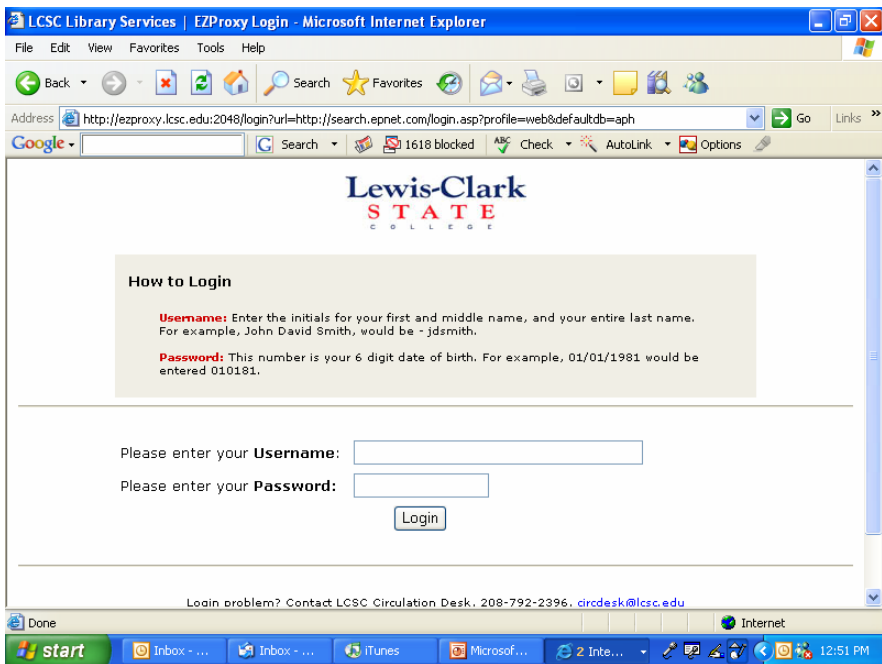 LCSC Library Services | EZProxy Login - Microsoft Internet Explorer
File Edit View Favorites Tools Help
Back Search Favorites
Address http://ezproxy.lcsc.edu:2048/login?url=http://search.epnet.com/login.asp?profile=web&defaultdb=aph Go Links »
Google Search 1618 blocked ABC Check AutoLink Options
Lewis-Clark
STATE
COLLEGE
How to Login
Username: Enter the initials for your first and middle name, and your entire last name.
For example, John David Smith, would be - jdsmith.
Password: This number is your 6 digit date of birth. For example, 01/01/1981 would be
entered 010181.
Please enter your Username:
Please enter your Password:
Login
Login problem? Contact LCSC Circulation Desk. 208-792-2396. circdesk@lcsc.edu
Done Internet
start Inbox - ... Inbox - ... iTunes Microsof... 2 Inte... 12:51 PM